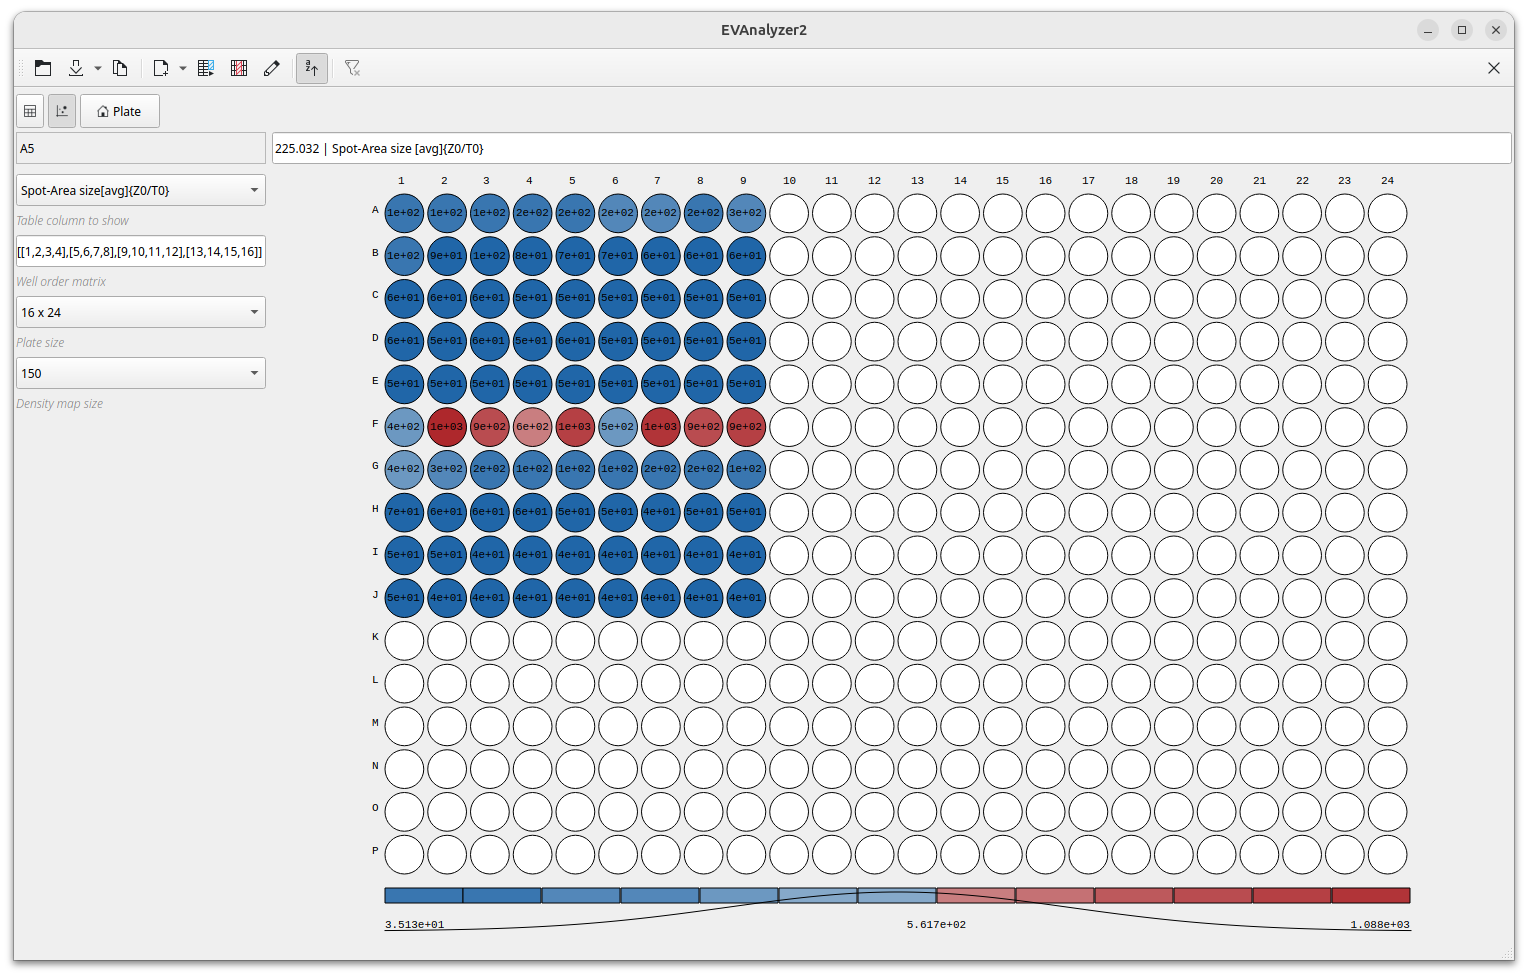 EVAnalyzer2
a
z
Plate
A5
225.032 | Spot-Area size [avg]{Z0/T0}
Spot-Area size[avg]{Z0/T0}
Table column to show
[[1,2,3,4],[5,6,7,8],[9,10,11,12],[13,14,15,16]]
Well order matrix
16 x 24
Plate size
150
Density map size
1 2 3 4 5 6 7 8 9 10 11 12 13 14 15 16 17 18 19 20 21 22 23 24
A 1e+02 1e+02 1e+02 2e+02 2e+02 2e+02 2e+02 2e+02 3e+02
B 1e+02 9e+01 1e+02 8e+01 7e+01 7e+01 6e+01 6e+01 6e+01
C 6e+01 6e+01 6e+01 5e+01 5e+01 5e+01 5e+01 5e+01 5e+01
D 6e+01 5e+01 6e+01 5e+01 6e+01 5e+01 5e+01 5e+01 5e+01
E 5e+01 5e+01 5e+01 5e+01 5e+01 5e+01 5e+01 5e+01 5e+01
F 4e+02 1e+03 9e+02 6e+02 1e+03 5e+02 1e+03 9e+02 9e+02
G 4e+02 3e+02 2e+02 1e+02 1e+02 1e+02 2e+02 2e+02 1e+02
H 7e+01 6e+01 6e+01 6e+01 5e+01 5e+01 4e+01 5e+01 5e+01
I 5e+01 5e+01 4e+01 4e+01 4e+01 4e+01 4e+01 4e+01 4e+01
J 5e+01 4e+01 4e+01 4e+01 4e+01 4e+01 4e+01 4e+01 4e+01
K
L
M
N
O
P
3.513e+01 5.617e+02 1.088e+03